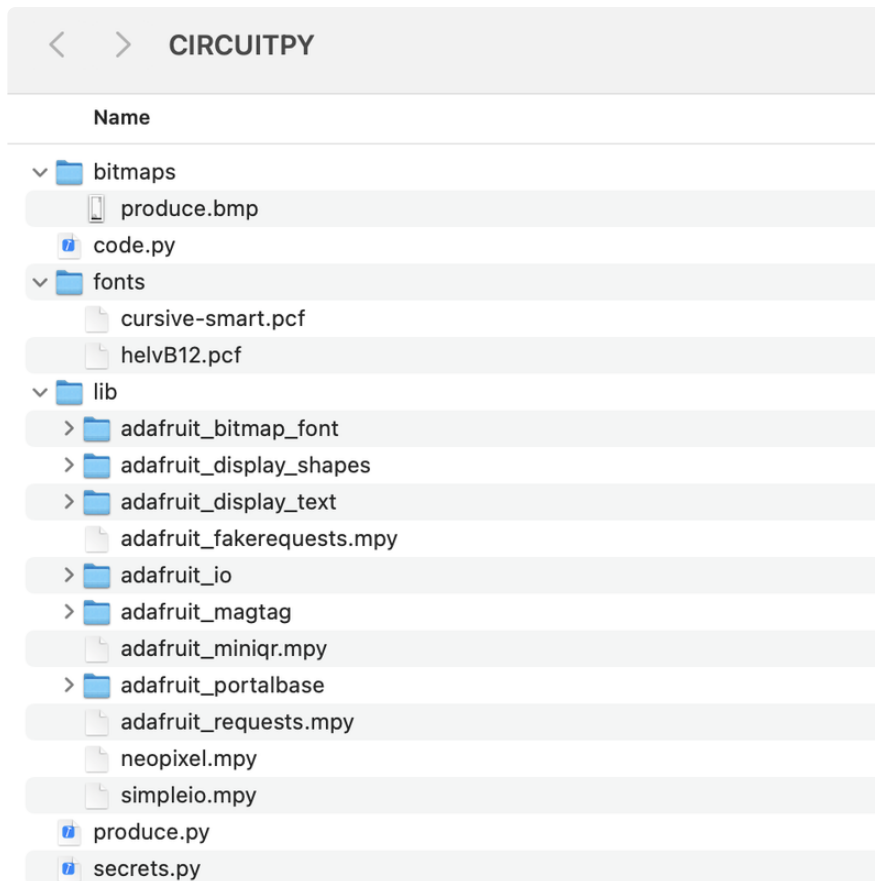 CIRCUITPY
Name
bitmaps
produce.bmp
code.py
fonts
cursive-smart.pcf
helvB12.pcf
lib
adafruit_bitmap_font
adafruit_display_shapes
adafruit_display_text
adafruit_fakerequests.mpy
adafruit_io
adafruit_magtag
adafruit_miniqr.mpy
adafruit_portalbase
adafruit_requests.mpy
neopixel.mpy
simpleio.mpy
produce.py
secrets.py